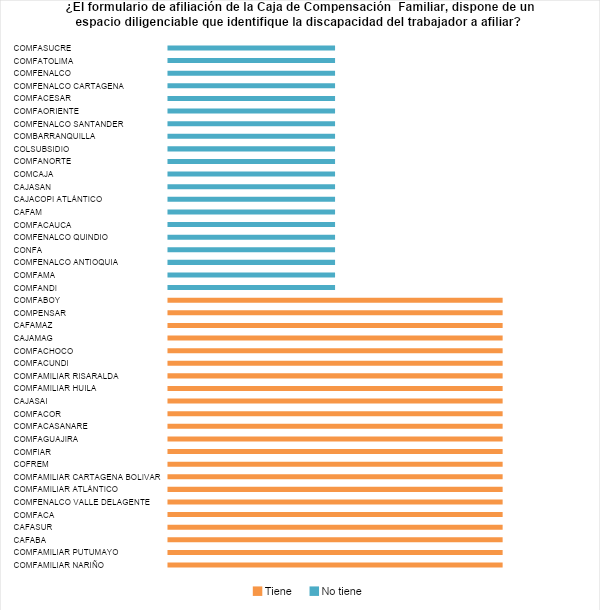 ¿El formulario de afiliación de la Caja de Compensación  Familiar, dispone de un
espacio diligenciable que identifique la discapacidad del trabajador a afiliar?
COMFASUCRE
COMFATOLIMA
COMFENALCO
COMFENALCO CARTAGENA
COMFACESAR
COMFAORIENTE
COMFENALCO SANTANDER
COMBARRANQUILLA
COLSUBSIDIO
COMFANORTE
COMCAJA
CAJASAN
CAJACOPI ATLÁNTICO
CAFAM
COMFACAUCA
COMFENALCO QUINDIO
CONFA
COMFENALCO ANTIOQUIA
COMFAMA
COMFANDI
COMFABOY
COMPENSAR
CAFAMAZ
CAJAMAG
COMFACHOCO
COMFACUNDI
COMFAMILIAR RISARALDA
COMFAMILIAR HUILA
CAJASAI
COMFACOR
COMFACASANARE
COMFAGUAJIRA
COMFIAR
COFREM
COMFAMILIAR CARTAGENA BOLIVAR
COMFAMILIAR ATLÁNTICO
COMFENALCO VALLE DELAGENTE
COMFACA
CAFASUR
CAFABA
COMFAMILIAR PUTUMAYO
COMFAMILIAR NARIÑO
Tiene No tiene